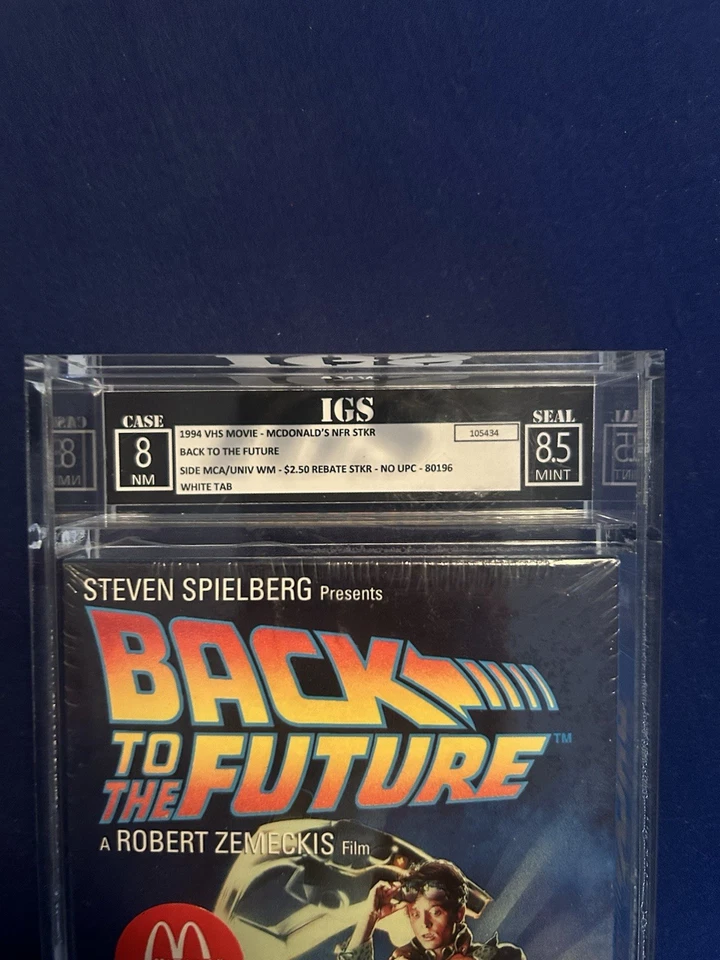 IGS
CASE
8
NM
1994 VHS MOVIE - MCDONALD'S NFR STKR
105434
BACK TO THE FUTURE
SIDE MCA/UNIV WM - $2.50 REBATE STKR - NO UPC - 80196
WHITE TAB
SEAL
8.5
MINT
STEVEN SPIELBERG Presents
BACK
TO
THE FUTURE™
A ROBERT ZEMECKIS Film